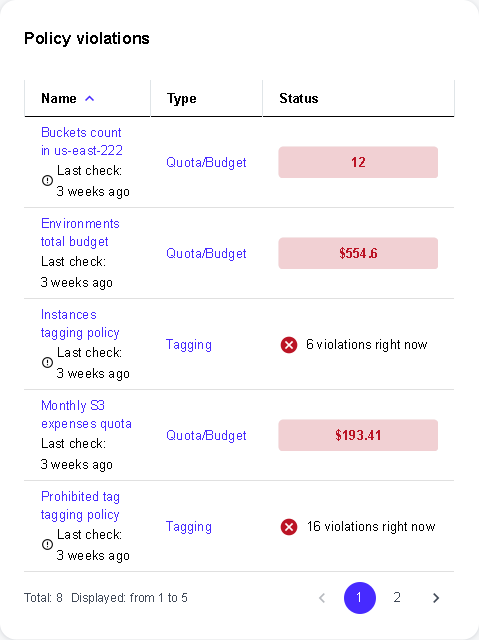 Policy violations
Name Type Status
Buckets count
in us-east-222
Last check:
3 weeks ago
Quota/Budget
12
Environments
total budget
Last check:
3 weeks ago
Quota/Budget
$554.6
Instances
tagging policy
Last check:
3 weeks ago
Tagging
6 violations right now
Monthly S3
expenses quota
Last check:
3 weeks ago
Quota/Budget
$193.41
Prohibited tag
tagging policy
Last check:
3 weeks ago
Tagging
16 violations right now
Total: 8 Displayed: from 1 to 5 1 2